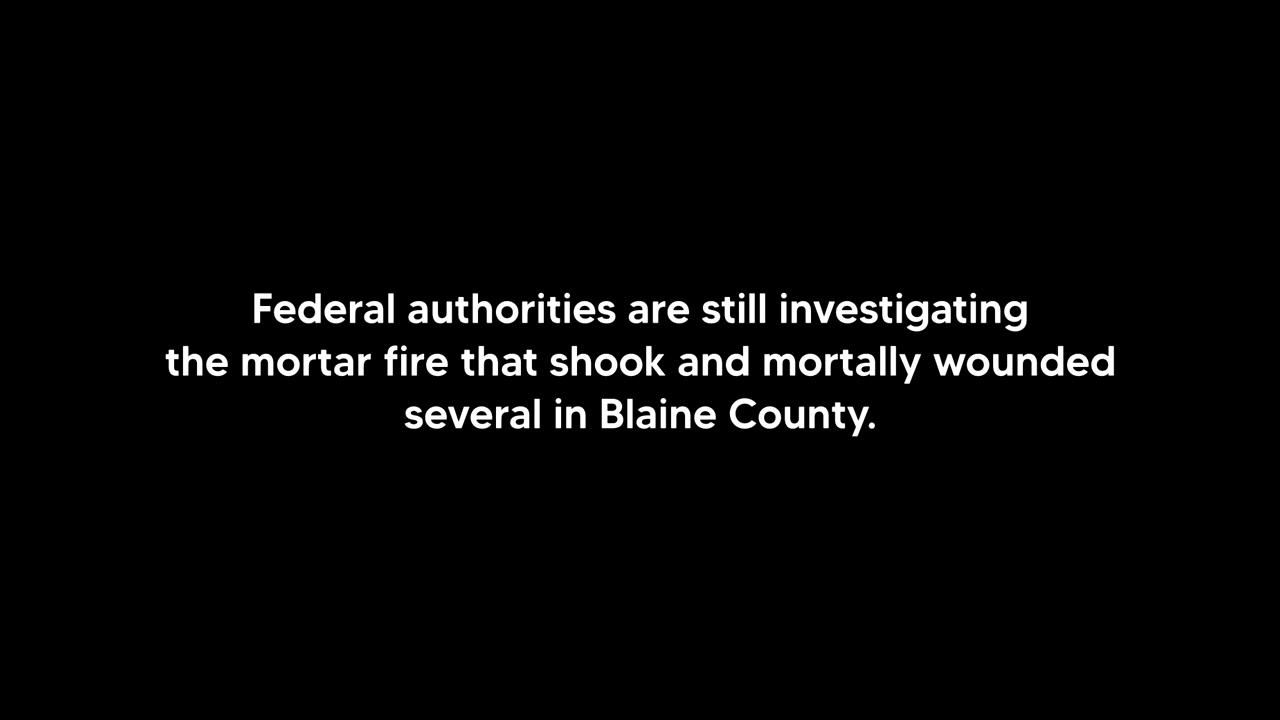 Federal authorities are still investigating
the mortar fire that shook and mortally wounded
several in Blaine County.